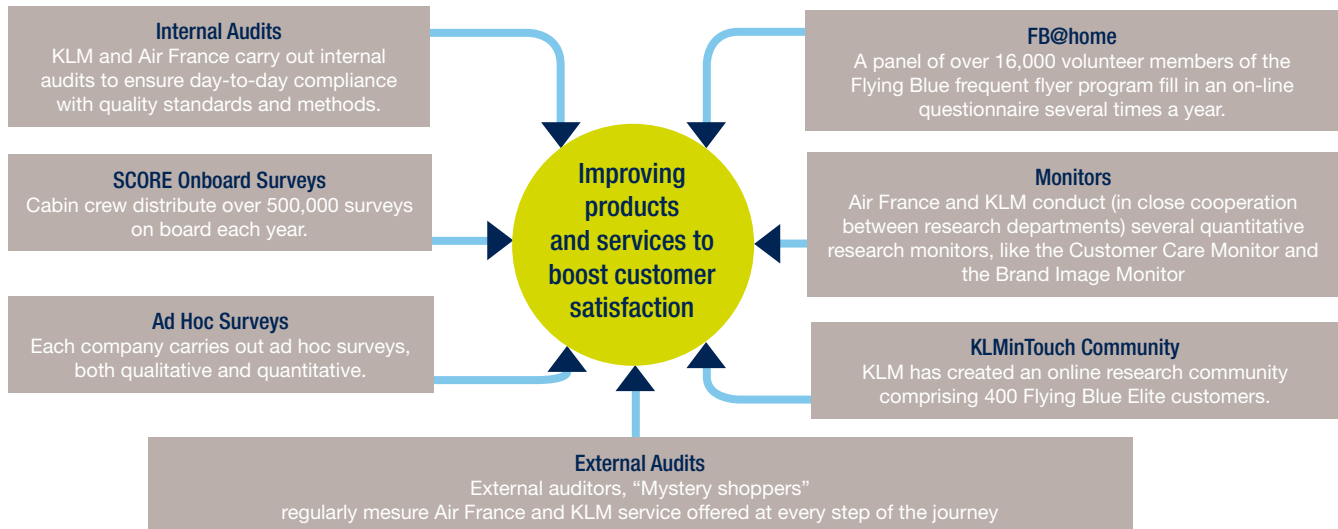 Internal Audits
KLM and Air France carry out internal
audits to ensure day-to-day compliance
with quality standards and methods.
SCORE Onboard Surveys
Cabin crew distribute over 500,000 surveys
on board each year.
Ad Hoc Surveys
Each company carries out ad hoc surveys,
both qualitative and quantitative.
Improving
products
and services to
boost customer
satisfaction
FB@home
A panel of over 16,000 volunteer members of the
Flying Blue frequent flyer program fill in an on-line
questionnaire several times a year.
Monitors
Air France and KLM conduct (in close cooperation
between research departments) several quantitative
research monitors, like the Customer Care Monitor and
the Brand Image Monitor
KLMinTouch Community
KLM has created an online research community
comprising 400 Flying Blue Elite customers.
External Audits
External auditors, “Mystery shoppers”
regularly mesure Air France and KLM service offered at every step of the journey